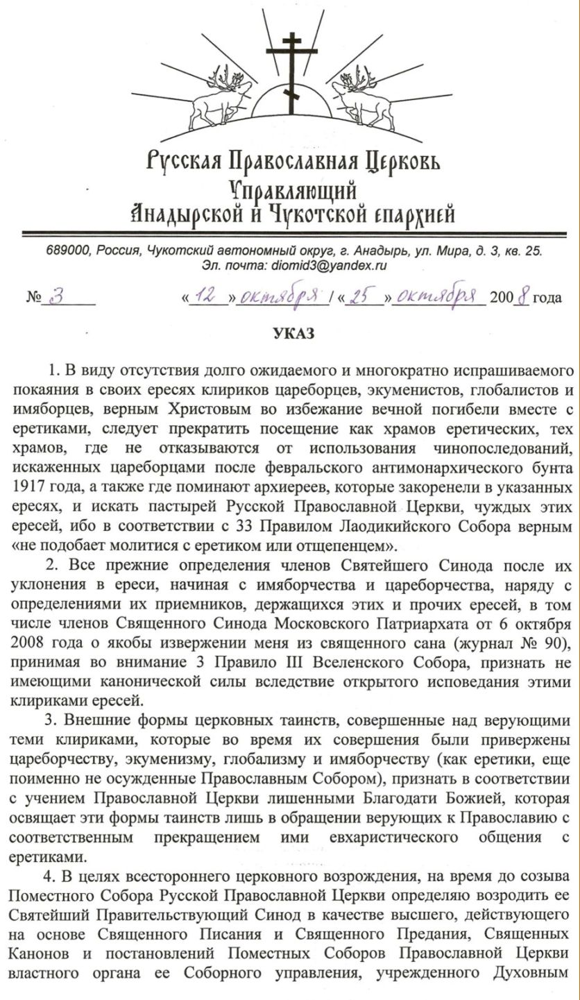 Русская Православная Церковь
Управляющий
Анадырской и Чукотской епархией
689000, Россия, Чукотский автономный округ, г. Анадырь, ул. Мира, д. 3, кв. 25.
Эл. почта: diomid3@yandex.ru
№ 3 «12» октября / «25» октября 2008 года
УКАЗ
1. В виду отсутствия долго ожидаемого и многократно испрашиваемого
покаяния в своих ересях клириков цареборцев, экуменистов, глобалистов и
имяборцев, верным Христовым во избежание вечной погибели вместе с
еретиками, следует прекратить посещение как храмов еретических, тех
храмов, где не отказываются от использования чинопоследований,
искаженных цареборцами после февральского антимонархического бунта
1917 года, а также где поминают архиереев, которые закоренели в указанных
ересях, и искать пастырей Русской Православной Церкви, чуждых этих
ересей, ибо в соответствии с 33 Правилом Лаодикийского Собора верным
«не подобает молитися с еретиком или отщепенцем».
2. Все прежние определения членов Святейшего Синода после их
уклонения в ереси, начиная с имяборчества и цареборчества, наряду с
определениями их приемников, держащихся этих и прочих ересей, в том
числе членов Священного Синода Московского Патриархата от 6 октября
2008 года о якобы извержении меня из священного сана (журнал № 90),
принимая во внимание 3 Правило III Вселенского Собора, признать не
имеющими канонической силы вследствие открытого исповедания этими
клириками ересей.
3. Внешние формы церковных таинств, совершенные над верующими
теми клириками, которые во время их совершения были привержены
цареборчеству, экуменизму, глобализму и имяборчеству (как еретики, еще
поименно не осужденные Православным Собором), признать в соответствии
с учением Православной Церкви лишенными Благодати Божией, которая
освящает эти формы таинств лишь в обращении верующих к Православию с
соответственным прекращением ими евхаристического общения с
еретиками.
4. В целях всестороннего церковного возрождения, на время до созыва
Поместного Собора Русской Православной Церкви определяю возродить ее
Святейший Правительствующий Синод в качестве высшего, действующего
на основе Священного Писания и Священного Предания, Священных
Канонов и постановлений Поместных Соборов Православной Церкви
властного органа ее Соборного управления, учрежденного Духовным